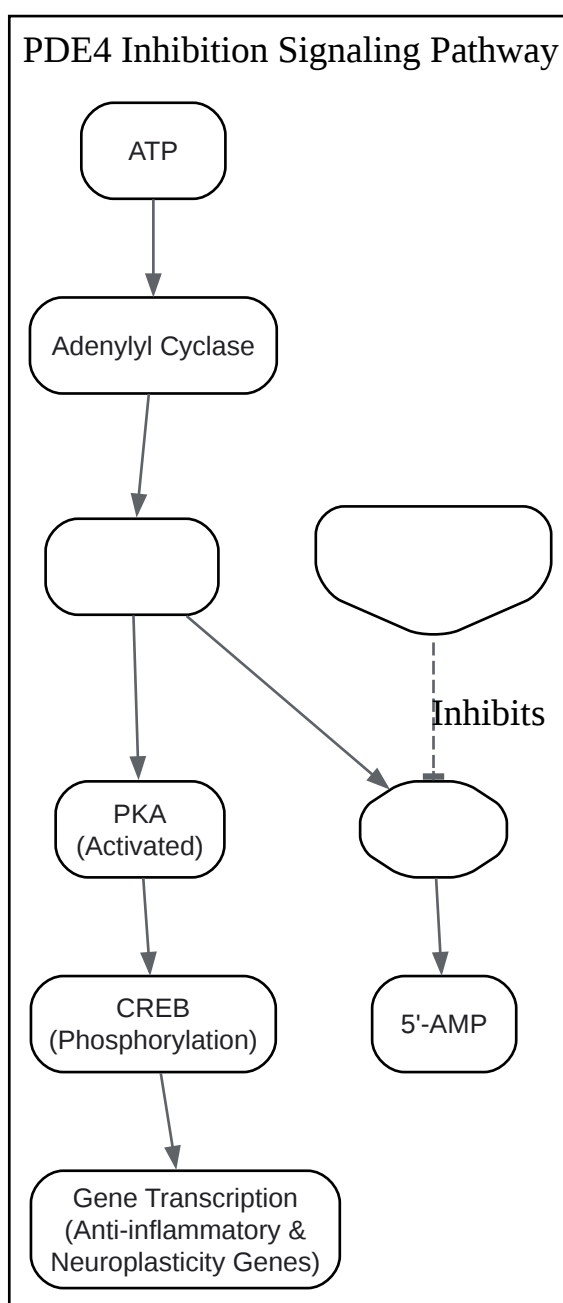 PDE4 Inhibition Signaling Pathway
ATP
Adenylyl Cyclase
Inhibits
PKA
(Activated)
CREB
(Phosphorylation)
5'-AMP
Gene Transcription
(Anti-inflammatory &
Neuroplasticity Genes)